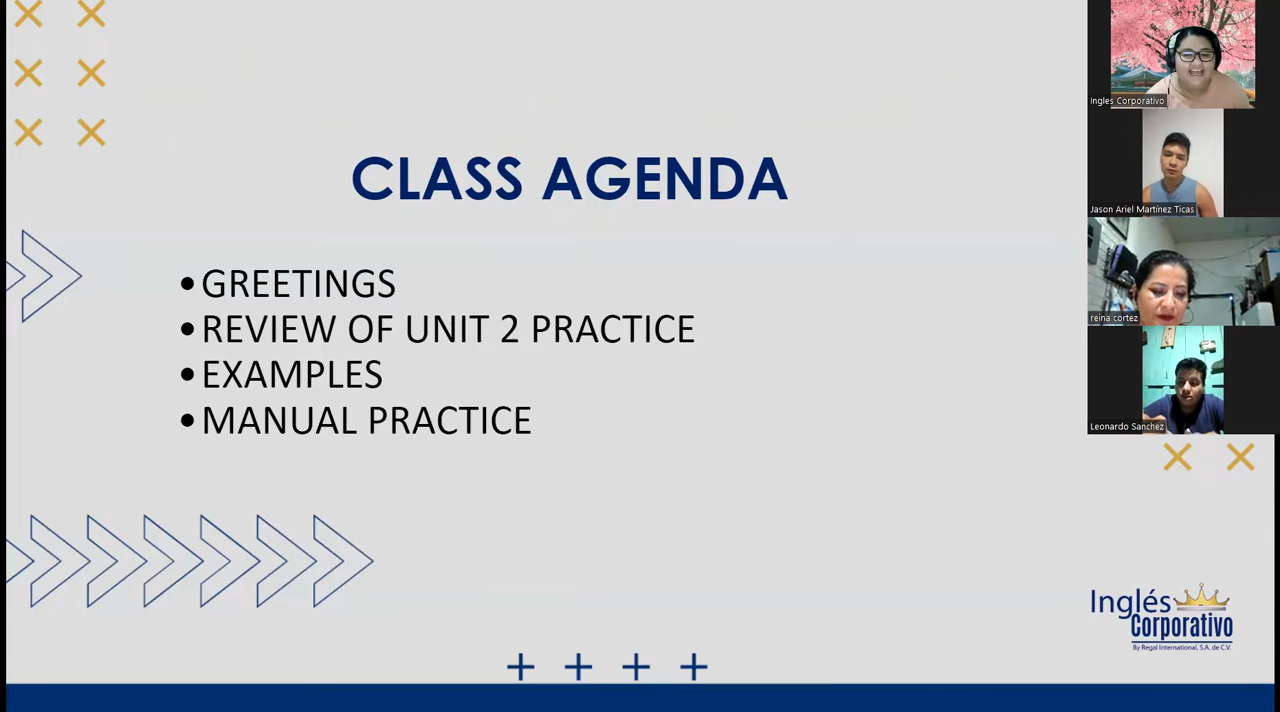 CLASS AGENDA
•GREETINGS
•REVIEW OF UNIT 2 PRACTICE
•EXAMPLES
•MANUAL PRACTICE
Ingles Corporativo
Jason Ariel Martínez Ticas
reina cortez
Leonardo Sanchez
Inglés
Corporativo
By Regal International, S.A. de C.V.